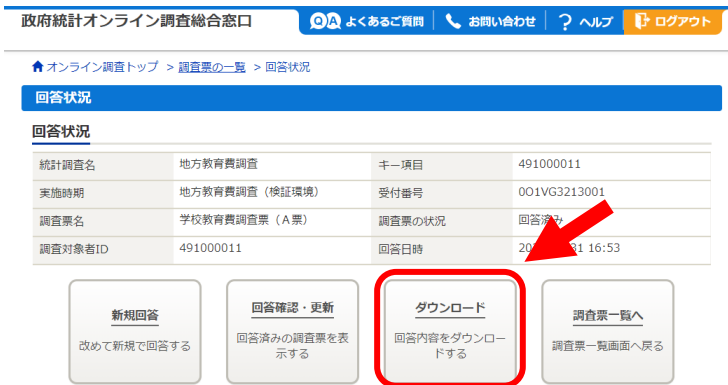 政府統計オンライン調査総合窓口
Q&A よくあるご質問 お問い合わせ ? ヘルプ ログアウト
オンライン調査トップ > 調査票の一覧 > 回答状況
回答状況
回答状況
統計調査名 地方教育費調査 キー項目 491000011
実施時期 地方教育費調査（検証環境） 受付番号 0O1VG3213001
調査票名 学校教育費調査票（A票） 調査票の状況 回答済み
調査対象者ID 491000011 回答日時 16:53
新規回答
改めて新規で回答する
回答確認・更新
回答済みの調査票を表
示する
ダウンロード
回答内容をダウンロー
ドする
調査票一覧へ
調査票一覧画面へ戻る